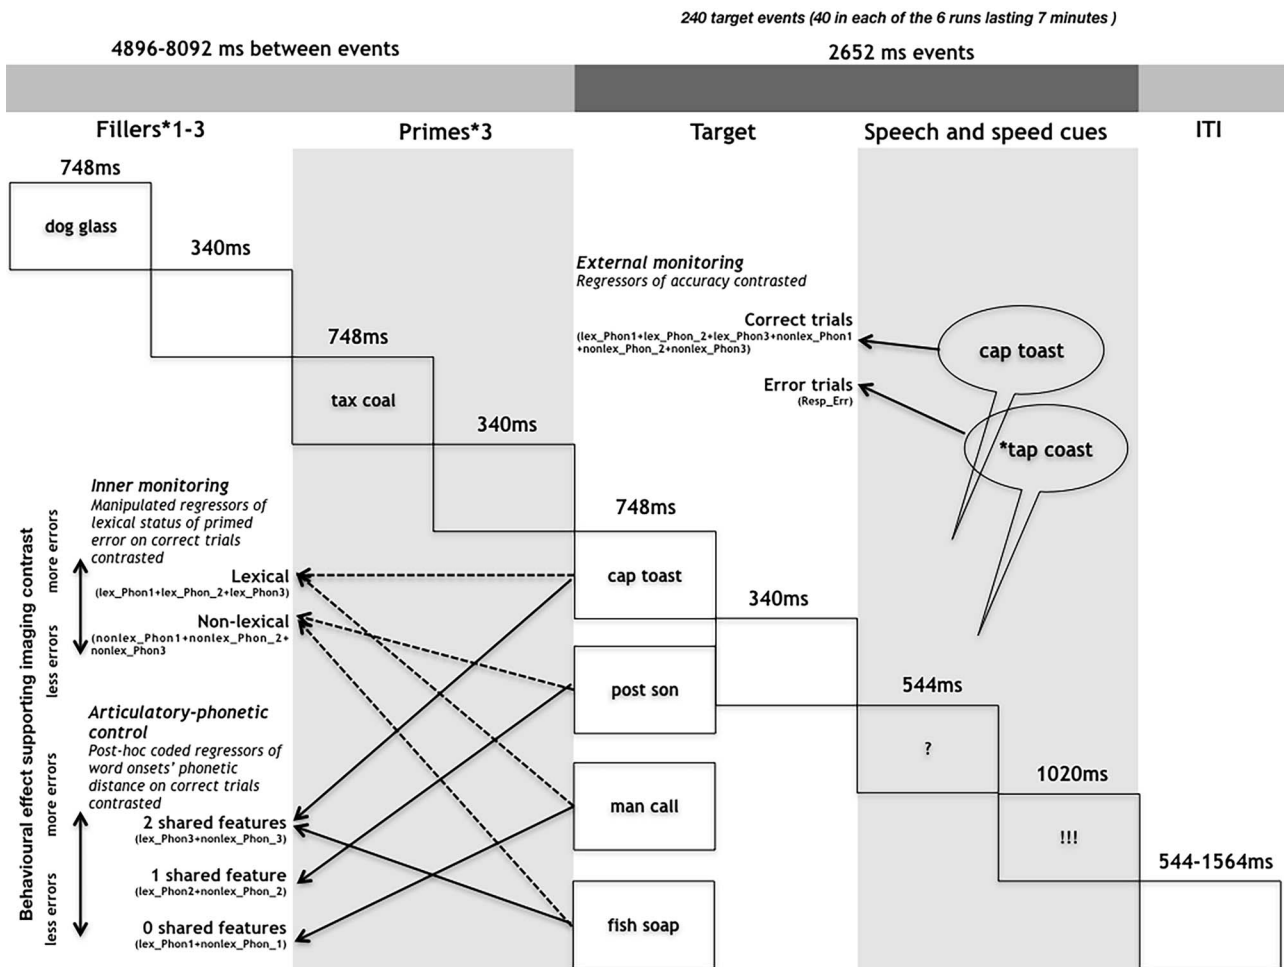 240 target events (40 in each of the 6 runs lasting 7 minutes )
4896-8092 ms between events
2652 ms events
Fillers*1-3
Primes*3
Target
Speech and speed cues
ITI
748ms
dog glass
340ms
748ms
tax coal
340ms
External monitoring
Regressors of accuracy contrasted
Correct trials
(lex_Phon1+lex_Phon_2+lex_Phon3+nonlex_Phon1
+nonlex_Phon_2+nonlex_Phon3)
Error trials
(Resp_Err)
cap toast
*tap coast
Behavioural effect supporting imaging contrast
less errors
more errors
Inner monitoring
Manipulated regressors of
lexical status of primed
error on correct trials
contrasted
Lexical
(lex_Phon1+lex_Phon_2+lex_Phon3)
Non-lexical
(nonlex_Phon1+nonlex_Phon_2+
nonlex_Phon3
less errors
more errors
Articulatory-phonetic
control
Post-hoc coded regressors of
word onsets' phonetic
distance on correct trials
contrasted
2 shared features
(lex_Phon3+nonlex_Phon_3)
1 shared feature
(lex_Phon2+nonlex_Phon_2)
0 shared features
(lex_Phon1+nonlex_Phon_1)
748ms
cap toast
340ms
post son
man call
fish soap
544ms
?
1020ms
!!!
544-1564ms